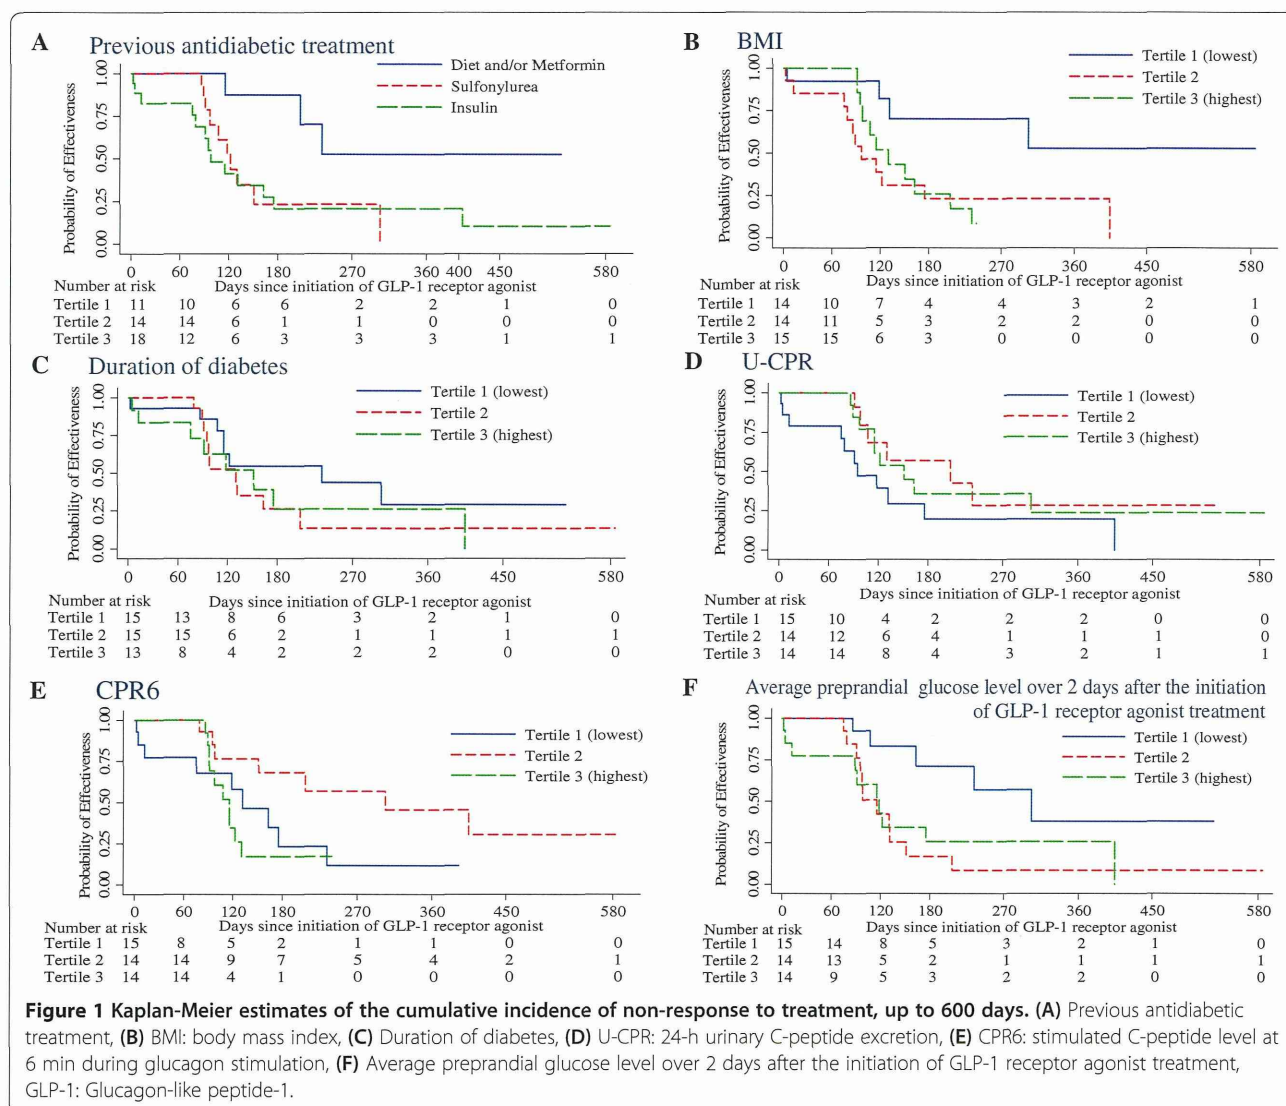 A Previous antidiabetic treatment
Diet and/or Metformin
Sulfonylurea
Insulin
Probability of Effectiveness
1.00
0.75
0.50
0.25
0.00
0 60 120 270 360 400 580
Number at risk Days since initiation of GLP-1 receptor agonist
Tertile 1 11 10 6 6 2 2 1 0
Tertile 2 14 14 6 1 1 0 0 0
Tertile 3 18 12 6 3 3 3 1 1
B BMI
Tertile 1 (lowest)
Tertile 2
Tertile 3 (highest)
Probability of Effectiveness
1.00
0.75
0.50
0.25
0.00
0 60 120 180 270 360 450 580
Number at risk Days since initiation of GLP-1 receptor agonist
Tertile 1 14 10 7 4 4 3 2 1
Tertile 2 14 11 5 3 2 2 0 0
Tertile 3 15 15 6 3 0 0 0 0
C Duration of diabetes
Tertile 1 (lowest)
Tertile 2
Tertile 3 (highest)
Probability of Effectiveness
1.00
0.75
0.50
0.25
0.00
0 60 120 270 360 450 580
Number at risk Days since initiation of GLP-1 receptor agonist
Tertile 1 15 13 8 6 3 2 1 0
Tertile 2 15 15 6 2 1 1 1 1
Tertile 3 13 8 4 2 2 2 0 0
D U-CPR
Tertile 1 (lowest)
Tertile 2
Tertile 3 (highest)
Probability of Effectiveness
1.00
0.75
0.50
0.25
0.00
0 60 120 180 270 360 450 580
Number at risk Days since initiation of GLP-1 receptor agonist
Tertile 1 15 10 4 2 2 2 0 0
Tertile 2 14 12 6 4 1 1 1 0
Tertile 3 14 14 8 4 3 2 1 1
E CPR6
Tertile 1 (lowest)
Tertile 2
Tertile 3 (highest)
Probability of Effectiveness
1.00
0.75
0.50
0.25
0.00
0 60 120 180 270 360 450 580
Number at risk Days since initiation of GLP-1 receptor agonist
Tertile 1 15 8 5 2 1 1 0 0
Tertile 2 14 14 9 7 5 4 2 1
Tertile 3 14 14 4 1 0 0 0 0
F Average preprandial glucose level over 2 days after the initiation
of GLP-1 receptor agonist treatment
Tertile 1 (lowest)
Tertile 2
Tertile 3 (highest)
Probability of Effectiveness
1.00
0.75
0.50
0.25
0.00
0 60 120 180 270 360 450 580
Number at risk Days since initiation of GLP-1 receptor agonist
Tertile 1 15 14 8 5 3 2 1 0
Tertile 2 14 13 5 2 1 1 1 1
Tertile 3 14 9 5 3 2 2 0 0
Figure 1 Kaplan-Meier estimates of the cumulative incidence of non-response to treatment, up to 600 days. (A) Previous antidiabetic
treatment, (B) BMI: body mass index, (C) Duration of diabetes, (D) U-CPR: 24-h urinary C-peptide excretion, (E) CPR6: stimulated C-peptide level at
6 min during glucagon stimulation, (F) Average preprandial glucose level over 2 days after the initiation of GLP-1 receptor agonist treatment,
GLP-1: Glucagon-like peptide-1.